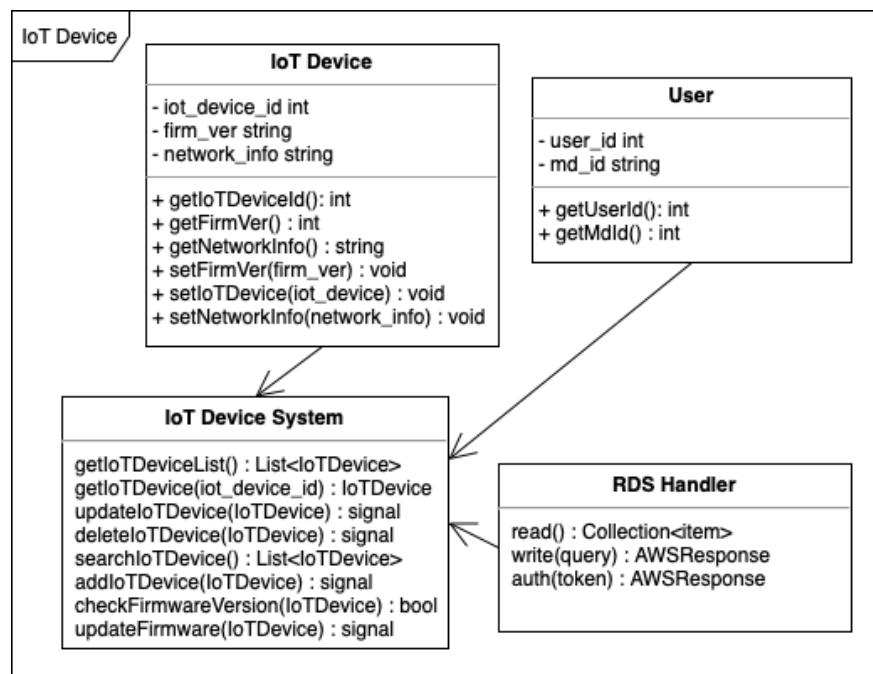 IoT Device
IoT Device
- iot_device_id int
- firm_ver string
- network_info string
+ getIoTDeviceId(): int
+ getFirmVer() : int
+ getNetworkInfo() : string
+ setFirmVer(firm_ver) : void
+ setIoTDevice(iot_device) : void
+ setNetworkInfo(network_info) : void
User
- user_id int
- md_id string
+ getUserId(): int
+ getMdId() : int
IoT Device System
getIoTDeviceList() : List<IoTDevice>
getIoTDevice(iot_device_id) : IoTDevice
updateIoTDevice(IoTDevice) : signal
deleteIoTDevice(IoTDevice) : signal
searchIoTDevice() : List<IoTDevice>
addIoTDevice(IoTDevice) : signal
checkFirmwareVersion(IoTDevice) : bool
updateFirmware(IoTDevice) : signal
RDS Handler
read() : Collection<item>
write(query) : AWSResponse
auth(token) : AWSResponse